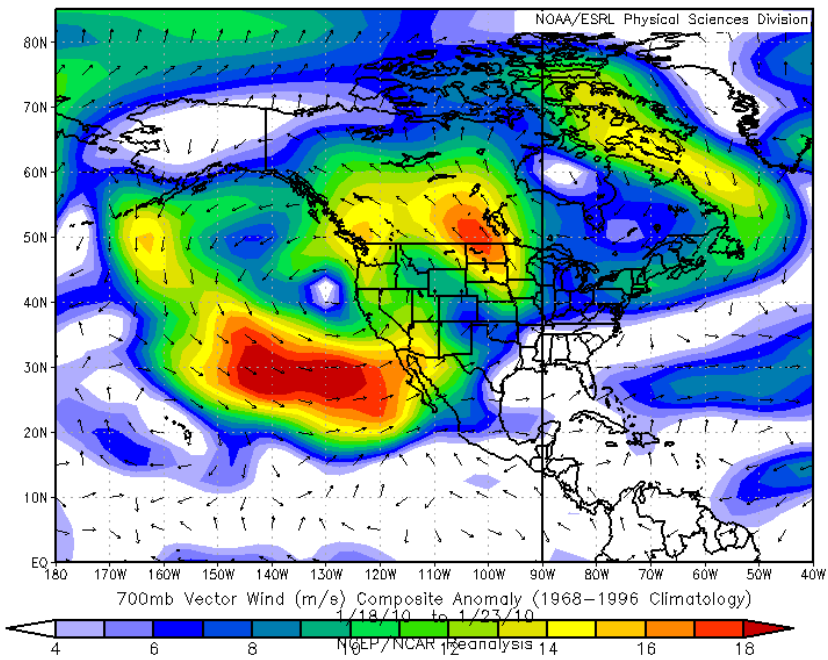 NOAA/ESRL Physical Sciences Division
80N
70N
60N
50N
40N
30N
20N
10N
EQ
180 170W 160W 150W 140W 130W 120W 110W 100W 90W 80W 70W 60W 50W 40W
700mb Vector Wind (m/s) Composite Anomaly (1968-1996 Climatology)
1/18/10 to 1/23/10
4 6 8 10 12 14 16 18
NCEP/NCAR Reanalysis